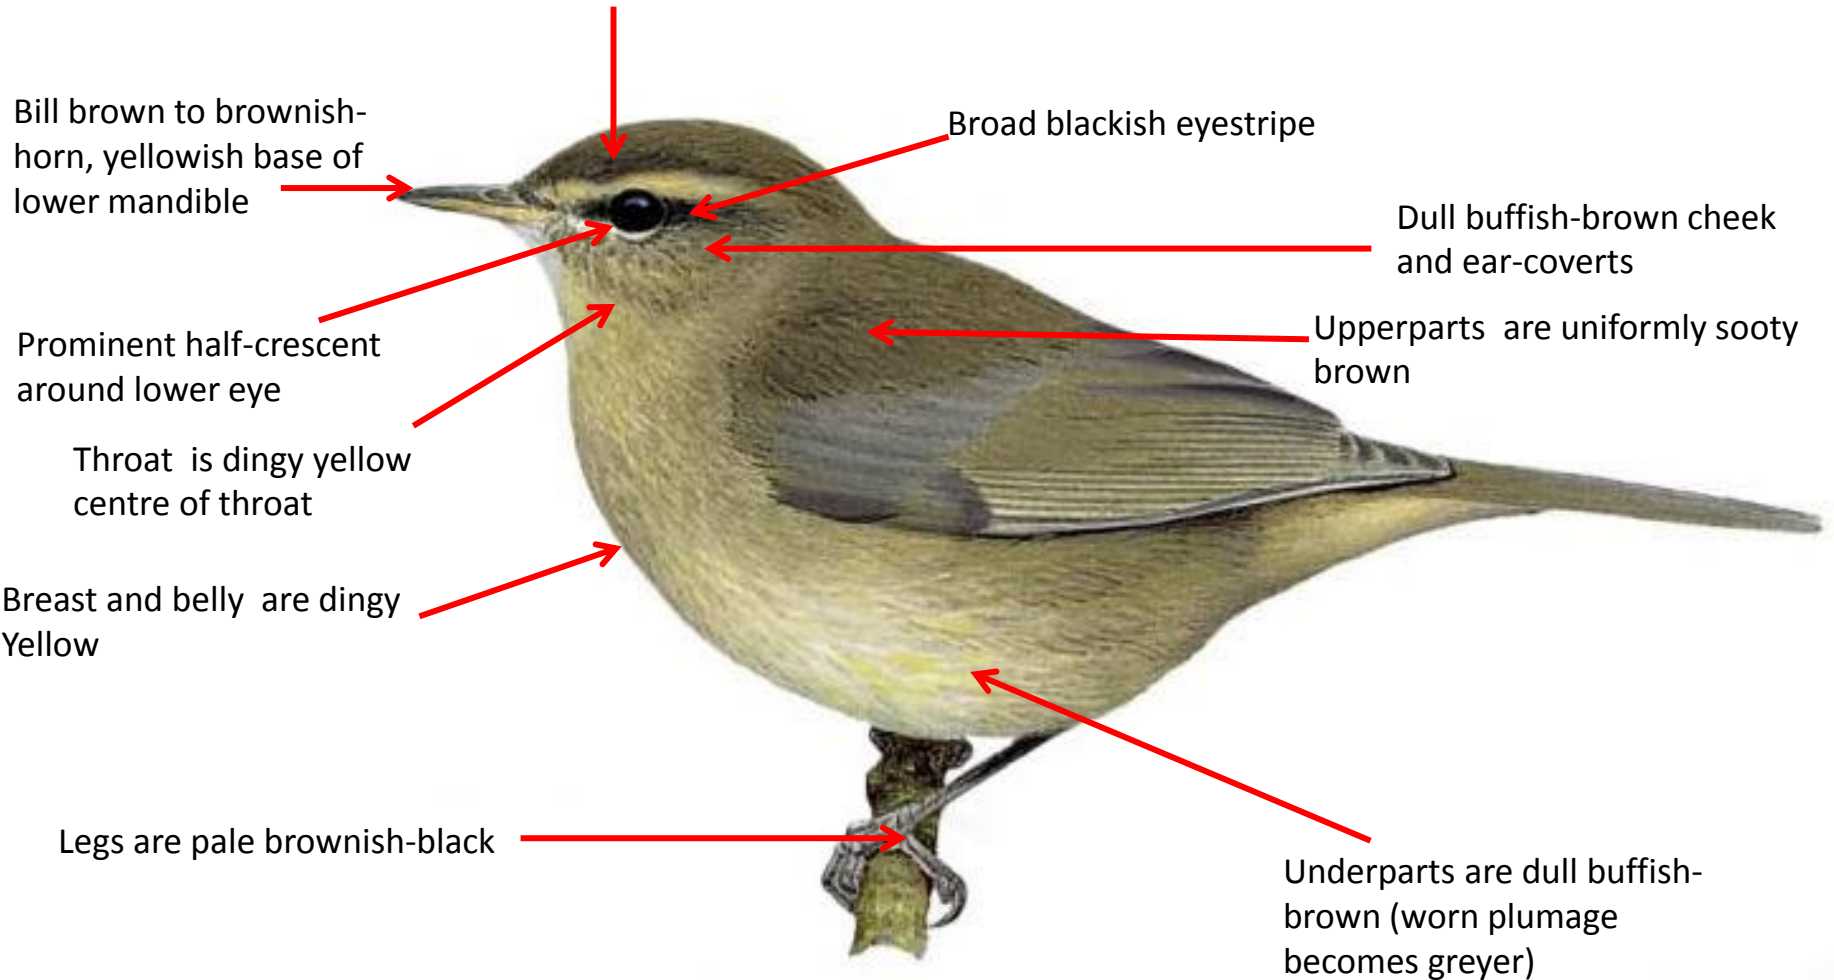 Bill brown to brownish-
horn, yellowish base of
lower mandible
Broad blackish eyestripe
Dull buffish-brown cheek
and ear-coverts
Prominent half-crescent
around lower eye
Upperparts  are uniformly sooty
brown
Throat  is dingy yellow
centre of throat
Breast and belly  are dingy
Yellow
Legs are pale brownish-black
Underparts are dull buffish-
brown (worn plumage
becomes greyer)